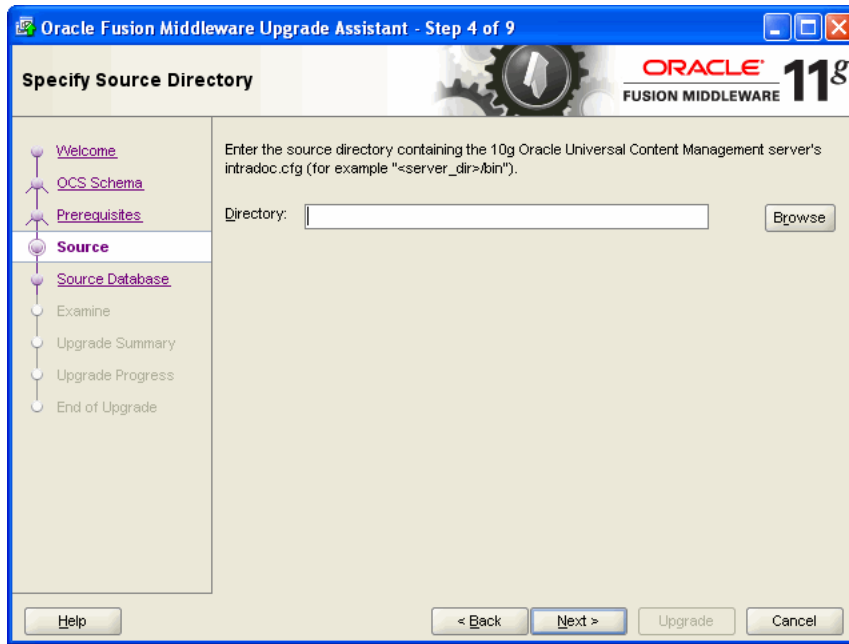 Oracle Fusion Middleware Upgrade Assistant - Step 4 of 9
Specify Source Directory
ORACLE
FUSION MIDDLEWARE
11g
Welcome
OCS Schema
Prerequisites
Source
Source Database
Examine
Upgrade Summary
Upgrade Progress
End of Upgrade
Enter the source directory containing the 10g Oracle Universal Content Management server's
intradoc.cfg (for example "<server_dir>/bin").
Directory:
Browse
Help
< Back
Next >
Upgrade
Cancel